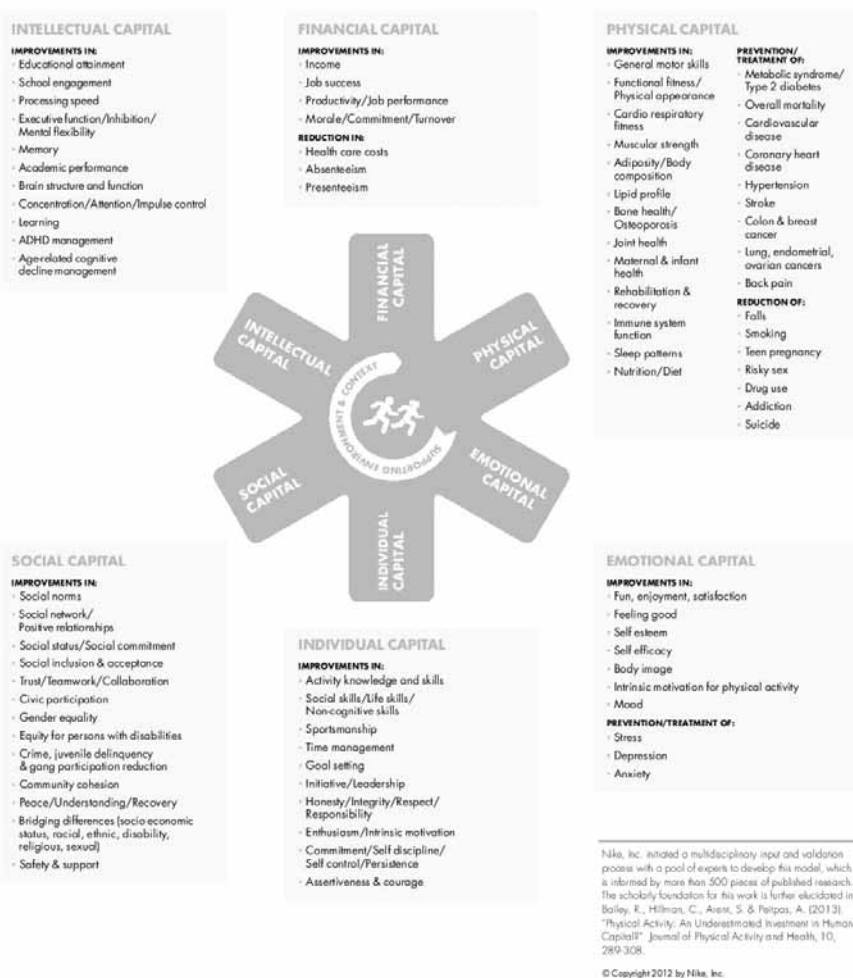 INTELLECTUAL CAPITAL
IMPROVEMENTS IN:
· Educational attainment
· School engagement
· Processing speed
· Executive function/Inhibition/
Mental flexibility
· Memory
· Academic performance
· Brain structure and function
· Concentration/Attention/Impulse control
· Learning
· ADHD management
· Age-related cognitive
decline management
FINANCIAL CAPITAL
IMPROVEMENTS IN:
· Income
· Job success
· Productivity/Job performance
· Morale/Commitment/Turnover
REDUCTION IN:
· Health care costs
· Absenteeism
· Presenteeism
PHYSICAL CAPITAL
IMPROVEMENTS IN:
· General motor skills
· Functional fitness/
Physical appearance
· Cardio respiratory
fitness
· Muscular strength
· Adiposity/Body
composition
· Lipid profile
· Bone health/
Osteoporosis
· Joint health
· Maternal & infant
health
· Rehabilitation &
recovery
· Immune system
function
· Sleep patterns
· Nutrition/Diet
PREVENTION/
TREATMENT OF:
· Metabolic syndrome/
Type 2 diabetes
· Overall mortality
· Cardiovascular
disease
· Coronary heart
disease
· Hypertension
· Stroke
· Colon & breast
cancer
· Lung, endometrial,
ovarian cancers
· Back pain
REDUCTION OF:
· Falls
· Smoking
· Teen pregnancy
· Risky sex
· Drug use
· Addiction
· Suicide
FINANCIAL
CAPITAL
INTELLECTUAL
CAPITAL
PHYSICAL
CAPITAL
SUPPORTING ENVIRONMENT & CONTEXT
SOCIAL
CAPITAL
EMOTIONAL
CAPITAL
INDIVIDUAL
CAPITAL
SOCIAL CAPITAL
IMPROVEMENTS IN:
· Social norms
· Social network/
Positive relationships
· Social status/Social commitment
· Social inclusion & acceptance
· Trust/Teamwork/Collaboration
· Civic participation
· Gender equality
· Equity for persons with disabilities
· Crime, juvenile delinquency
& gang participation reduction
· Community cohesion
· Peace/Understanding/Recovery
· Bridging differences (socio economic
status, racial, ethnic, disability,
religious, sexual)
· Safety & support
INDIVIDUAL CAPITAL
IMPROVEMENTS IN:
· Activity knowledge and skills
· Social skills/Life skills/
Non-cognitive skills
· Sportsmanship
· Time management
· Goal setting
· Initiative/Leadership
· Honesty/Integrity/Respect/
Responsibility
· Enthusiasm/Intrinsic motivation
· Commitment/Self discipline/
Self control/Persistence
· Assertiveness & courage
EMOTIONAL CAPITAL
IMPROVEMENTS IN:
· Fun, enjoyment, satisfaction
· Feeling good
· Self esteem
· Self efficacy
· Body image
· Intrinsic motivation for physical activity
· Mood
PREVENTION/TREATMENT OF:
· Stress
· Depression
· Anxiety
Nike, Inc. initiated a multidisciplinary input and validation
process with a pool of experts to develop this model, which
is informed by more than 500 pieces of published research.
The scholarly foundation for this work is further elucidated in
Bailey, R., Hillman, C., Arent, S. & Petitpas, A. (2013).
"Physical Activity: An Underestimated Investment in Human
Capital?" Journal of Physical Activity and Health, 10,
289-308.
© Copyright 2012 by Nike, Inc.